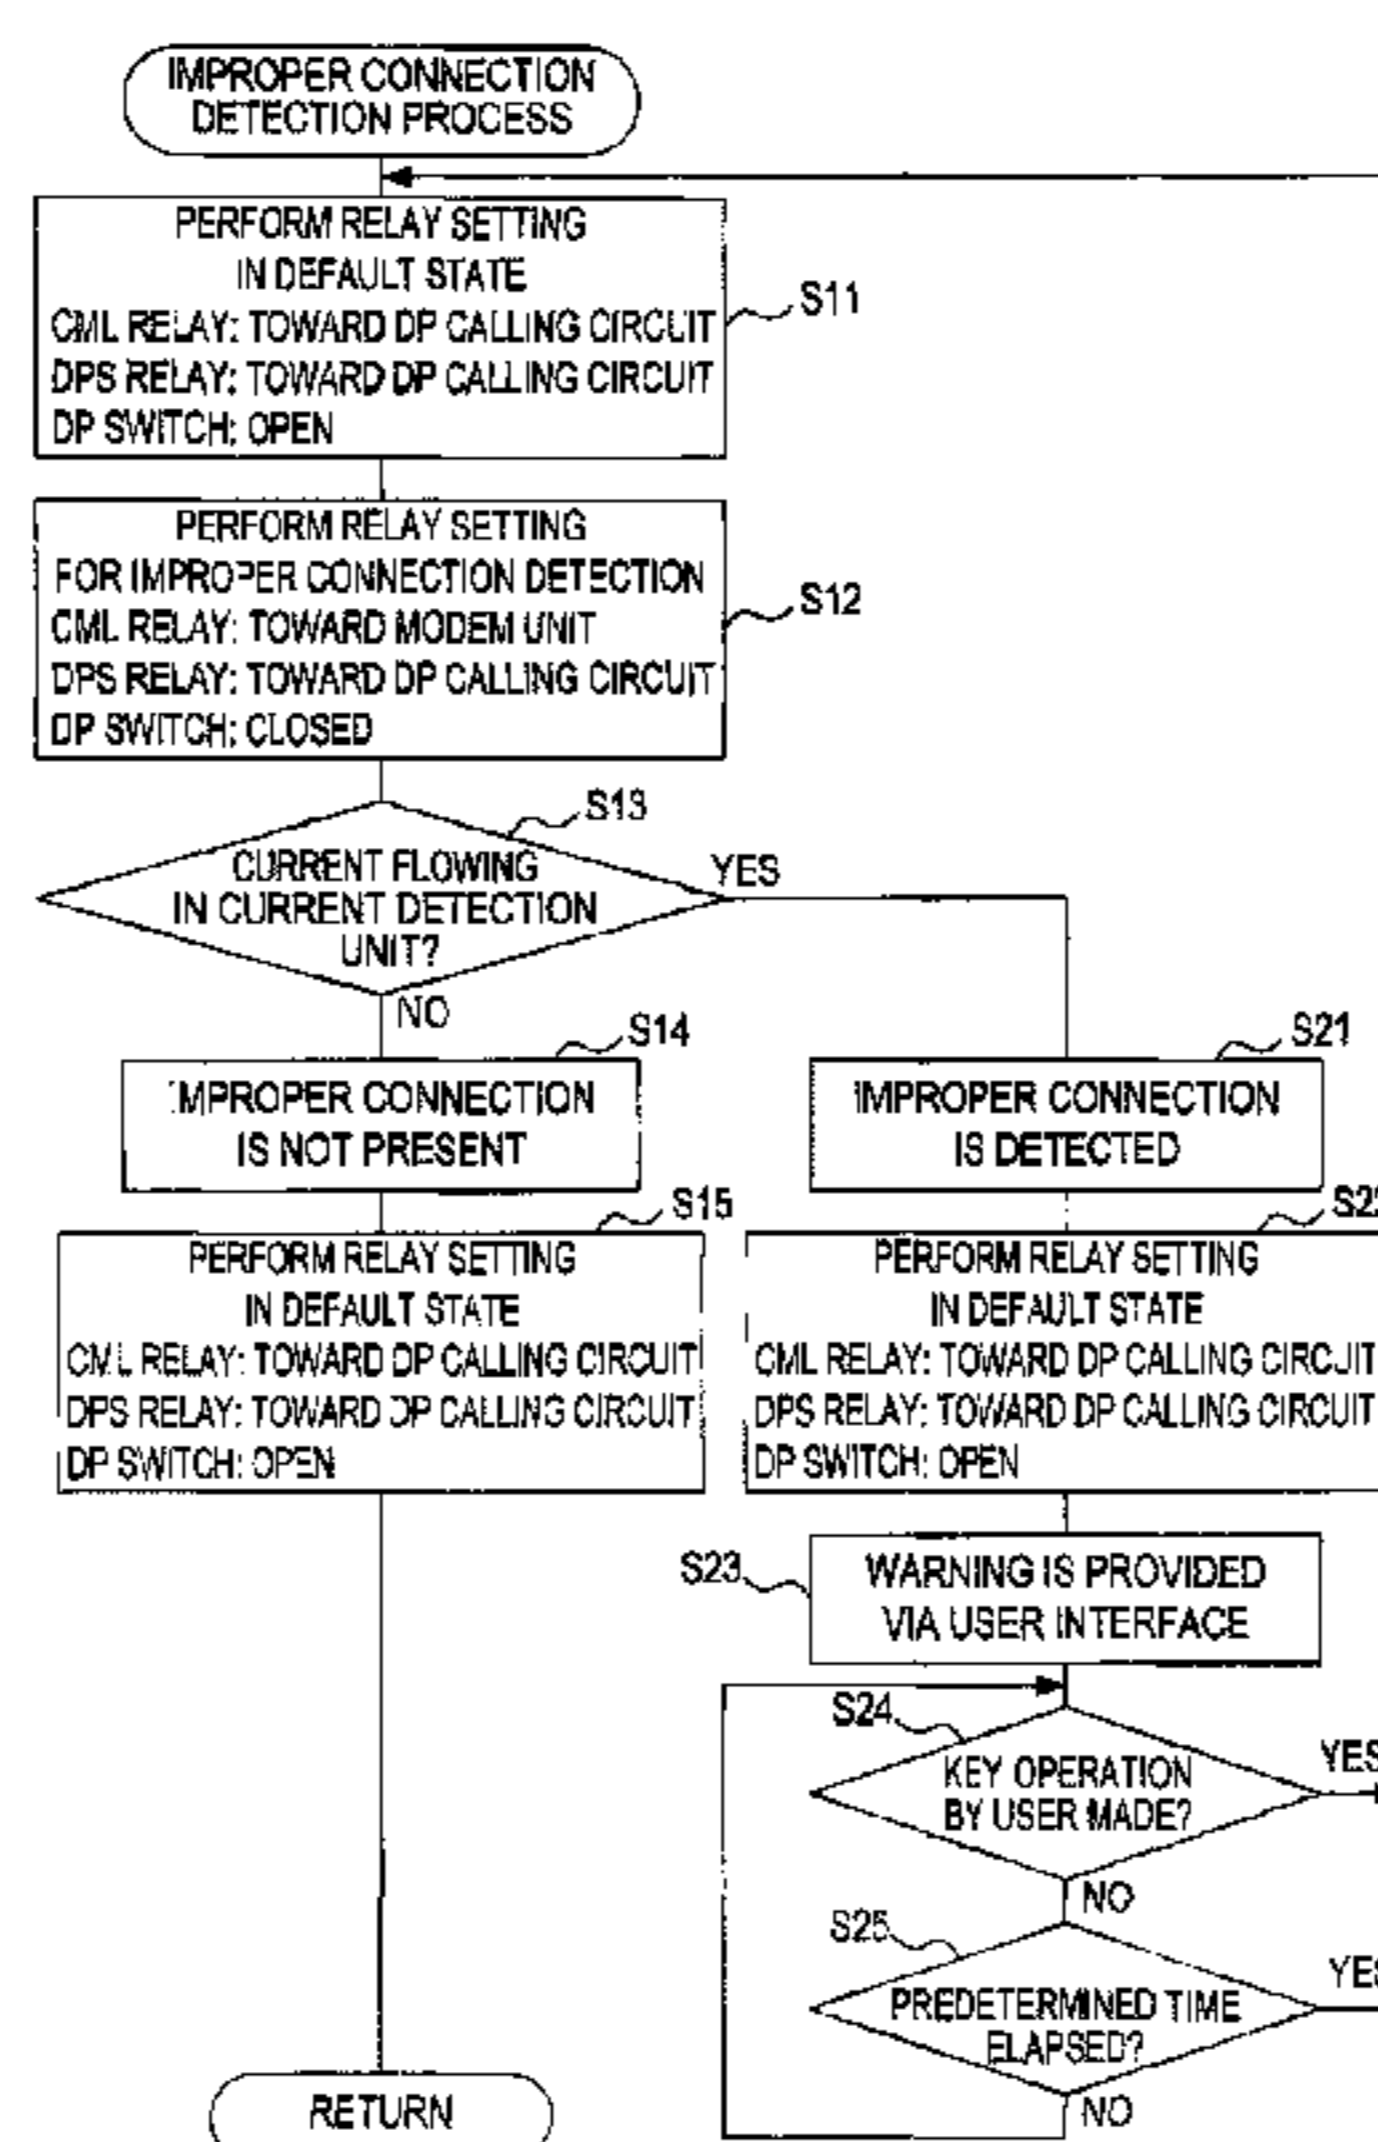 IMPROPER CONNECTION
DETECTION PROCESS
PERFORM RELAY SETTING
IN DEFAULT STATE
CML RELAY: TOWARD DP CALLING CIRCUIT
DPS RELAY: TOWARD DP CALLING CIRCUIT
DP SWITCH: OPEN
S11
PERFORM RELAY SETTING
FOR IMPROPER CONNECTION DETECTION
CML RELAY: TOWARD MODEM UNIT
DPS RELAY: TOWARD DP CALLING CIRCUIT
DP SWITCH: CLOSED
S12
S13
CURRENT FLOWING
IN CURRENT DETECTION
UNIT?
YES
NO
S14
IMPROPER CONNECTION
IS NOT PRESENT
S21
IMPROPER CONNECTION
IS DETECTED
S15
PERFORM RELAY SETTING
IN DEFAULT STATE
CML RELAY: TOWARD DP CALLING CIRCUIT
DPS RELAY: TOWARD DP CALLING CIRCUIT
DP SWITCH: OPEN
S22
PERFORM RELAY SETTING
IN DEFAULT STATE
CML RELAY: TOWARD DP CALLING CIRCUIT
DPS RELAY: TOWARD DP CALLING CIRCUIT
DP SWITCH: OPEN
S23
WARNING IS PROVIDED
VIA USER INTERFACE
S24
KEY OPERATION
BY USER MADE?
YES
NO
S25
PREDETERMINED TIME
ELAPSED?
YES
NO
RETURN